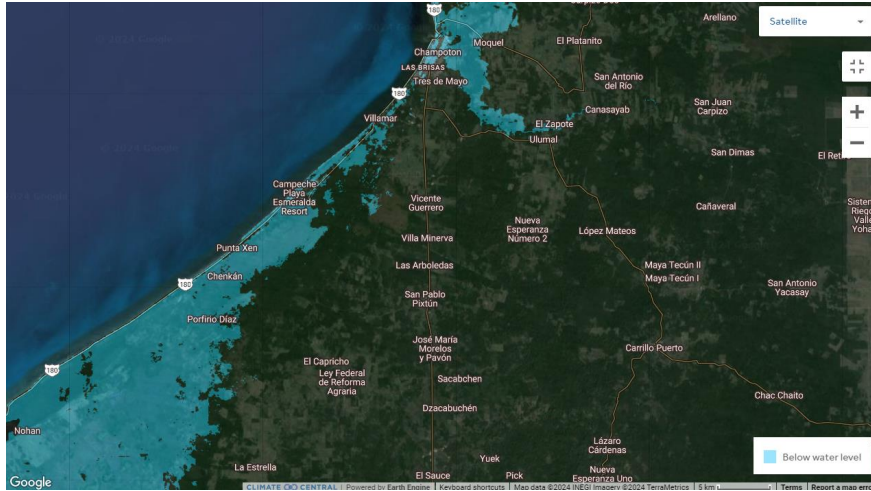 180
Arellano
Satellite
Moquel
El Platanito
Champoton
LAS BRISAS
Tres de Mayo
San Antonio
del Río
180
Canasayab
San Juan
Carpizo
Villamar
El Zapote
Ulumal
San Dimas
Campeche
Playa
Esmeralda
Resort
Vicente
Guerrero
Cañaveral
Nueva
Esperanza
Número 2
López Mateos
Punta Xen
Villa Minerva
Las Arboledas
Maya Tecún II
Maya Tecún I
Chenkán
180
San Antonio
Yacasay
San Pablo
Pixtún
Porfirio Díaz
José María
Morelos
y Pavón
Carrillo Puerto
El Capricho
180
Ley Federal
de Reforma
Agraria
Sacabchen
Chac Chaito
Dzacabuchén
Nohan
Lázaro
Cárdenas
Below water level
Yuek
La Estrella
El Sauce
Pick
Nueva
Esperanza Uno
Google
CLIMATE CENTRAL | Powered by Earth Engine
Keyboard shortcuts
Map data ©2024 INEGI Imagery ©2024 TerraMetrics
5 km
Terms
Report a map erro